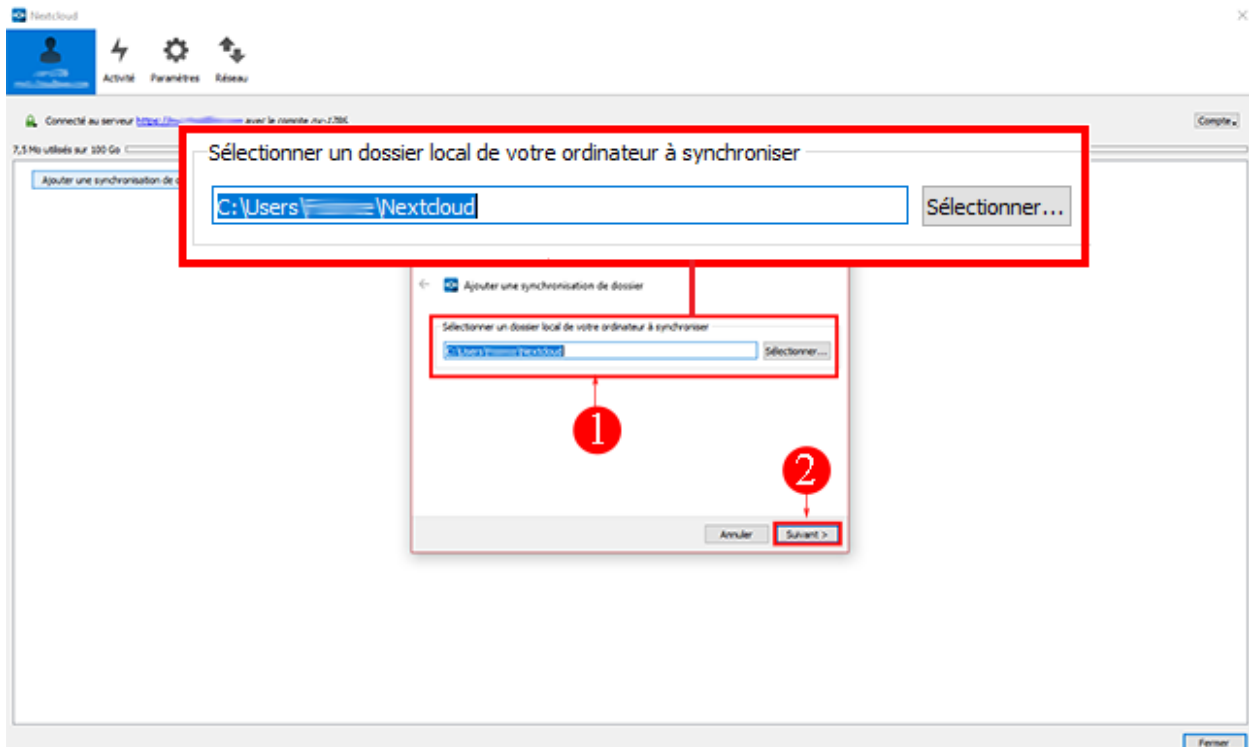 Nextcloud
Activité Paramètres Réseau
Connecté au serveur avec le compte
Compte
7,5 Mo utilisés sur 100 Go
Ajouter une synchronisation de
Sélectionner un dossier local de votre ordinateur à synchroniser
C:\Users\ \Nextcloud
Sélectionner...
Ajouter une synchronisation de dossier
Sélectionner un dossier local de votre ordinateur à synchroniser
C:\Users\ \Nextcloud
Sélectionner...
1
2
Annuler
Suivant >
Fermer